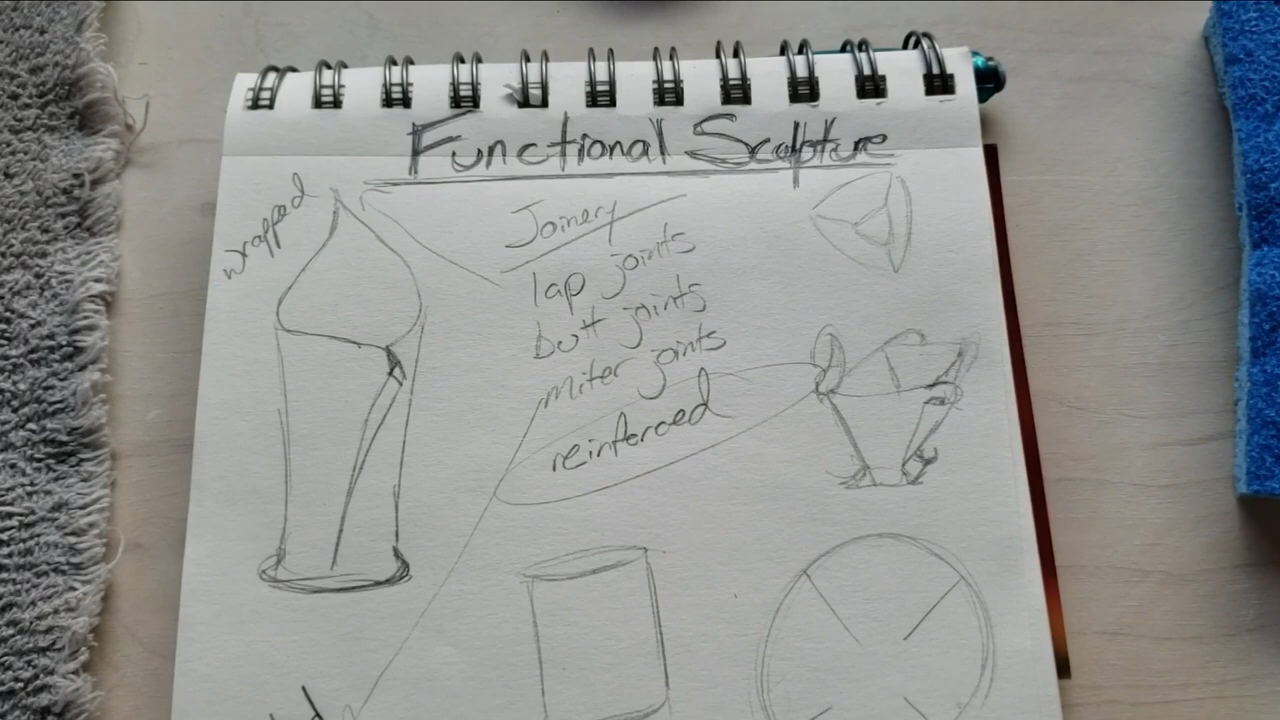 Functional Sculpture
wrapped
Joinery
lap joints
butt joints
miter joints
reinforced